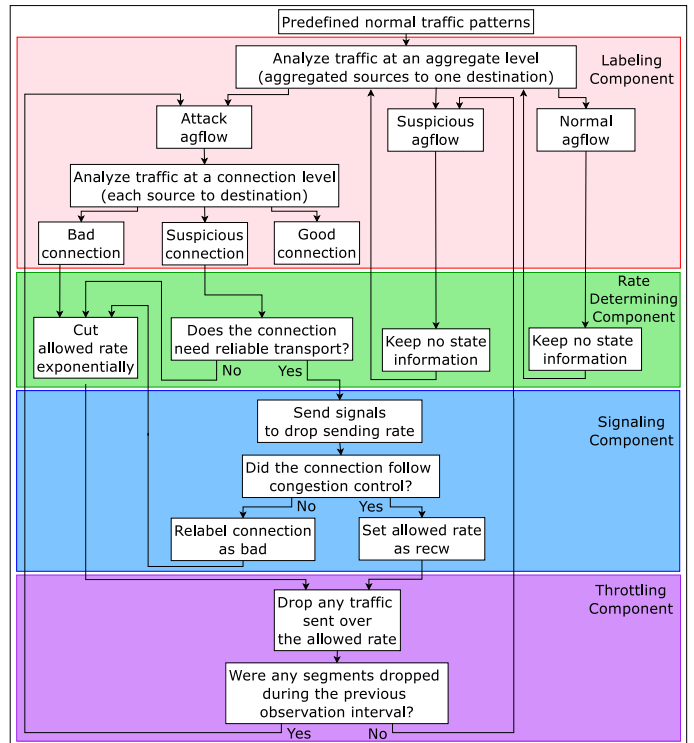 Predefined normal traffic patterns
Analyze traffic at an aggregate level
(aggregated sources to one destination)
Labeling
Component
Attack
agflow
Suspicious
agflow
Normal
agflow
Analyze traffic at a connection level
(each source to destination)
Bad
connection
Suspicious
connection
Good
connection
Rate
Determining
Component
Cut
allowed rate
exponentially
Does the connection
need reliable transport?
Keep no state
information
Keep no state
information
No
Yes
Send signals
to drop sending rate
Signaling
Component
Did the connection follow
congestion control?
No
Yes
Relabel connection
as bad
Set allowed rate
as recw
Throttling
Component
Drop any traffic
sent over
the allowed rate
Were any segments dropped
during the previous
observation interval?
Yes
No